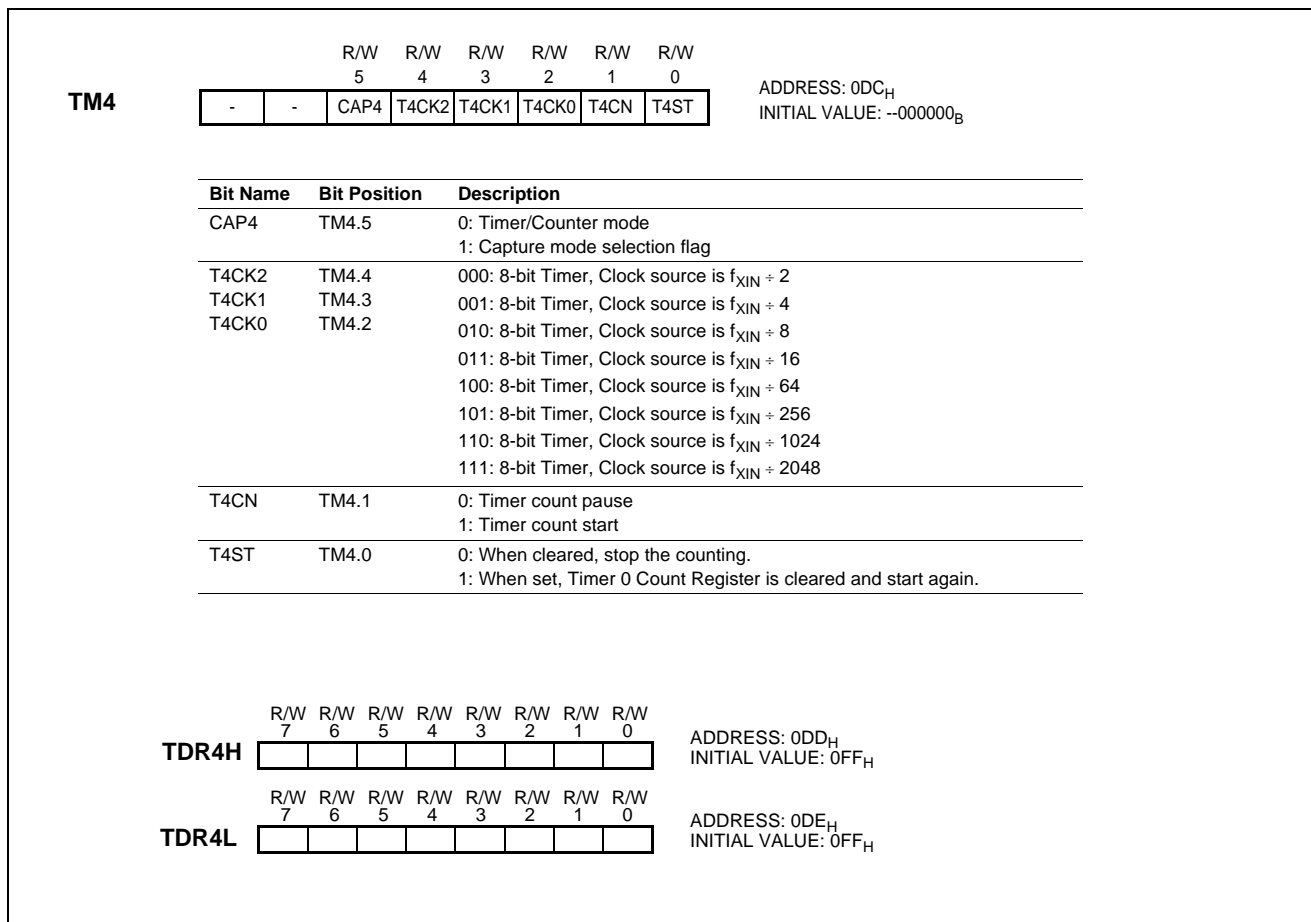 R/W R/W R/W R/W R/W R/W
5 4 3 2 1 0
TM4 - - CAP4 T4CK2 T4CK1 T4CK0 T4CN T4ST
ADDRESS: 0DCH
INITIAL VALUE: --000000B
Bit Name Bit Position Description
CAP4 TM4.5 0: Timer/Counter mode
1: Capture mode selection flag
T4CK2 TM4.4 000: 8-bit Timer, Clock source is fXIN ÷ 2
T4CK1 TM4.3 001: 8-bit Timer, Clock source is fXIN ÷ 4
T4CK0 TM4.2 010: 8-bit Timer, Clock source is fXIN ÷ 8
011: 8-bit Timer, Clock source is fXIN ÷ 16
100: 8-bit Timer, Clock source is fXIN ÷ 64
101: 8-bit Timer, Clock source is fXIN ÷ 256
110: 8-bit Timer, Clock source is fXIN ÷ 1024
111: 8-bit Timer, Clock source is fXIN ÷ 2048
T4CN TM4.1 0: Timer count pause
1: Timer count start
T4ST TM4.0 0: When cleared, stop the counting.
1: When set, Timer 0 Count Register is cleared and start again.
R/W R/W R/W R/W R/W R/W R/W R/W
7 6 5 4 3 2 1 0
TDR4H
ADDRESS: 0DDH
INITIAL VALUE: 0FFH
R/W R/W R/W R/W R/W R/W R/W R/W
7 6 5 4 3 2 1 0
TDR4L
ADDRESS: 0DEH
INITIAL VALUE: 0FFH